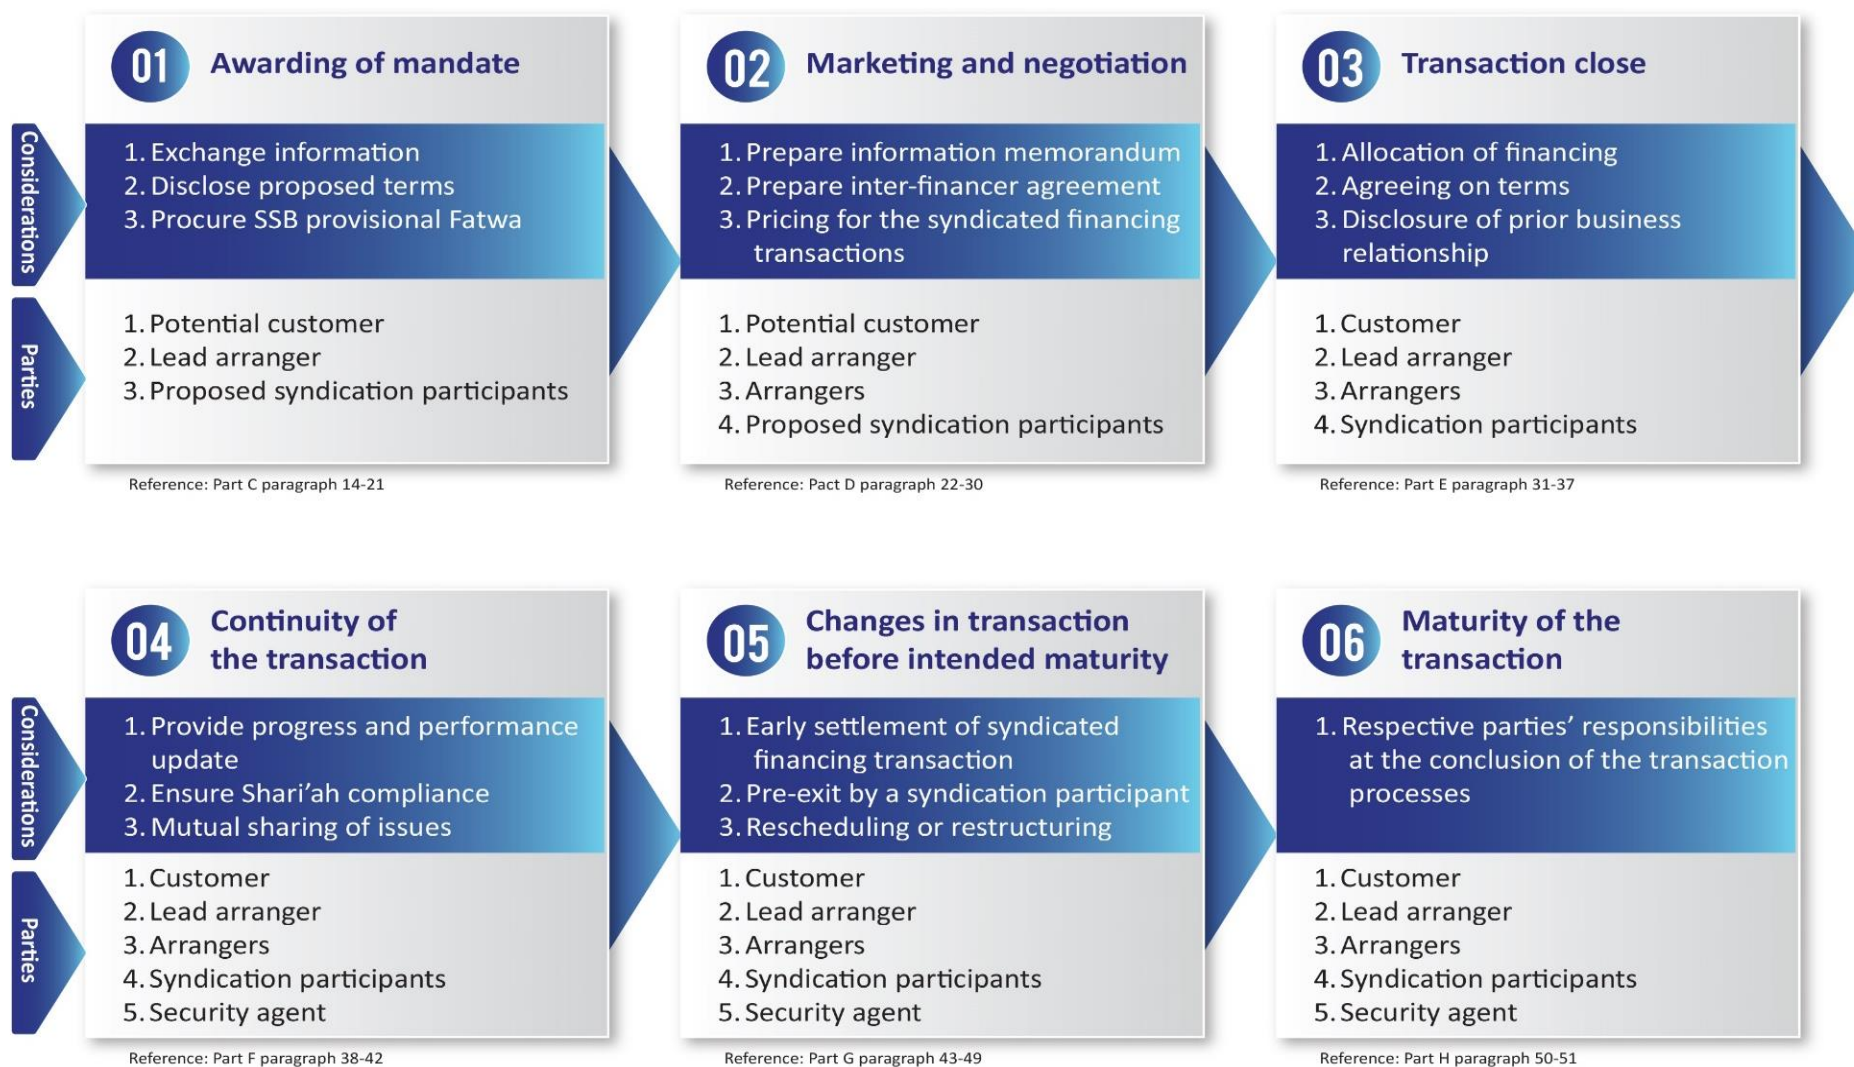 01 Awarding of mandate
Considerations
1. Exchange information
2. Disclose proposed terms
3. Procure SSB provisional Fatwa
Parties
1. Potential customer
2. Lead arranger
3. Proposed syndication participants
Reference: Part C paragraph 14-21
02 Marketing and negotiation
1. Prepare information memorandum
2. Prepare inter-financer agreement
3. Pricing for the syndicated financing
transactions
1. Potential customer
2. Lead arranger
3. Arrangers
4. Proposed syndication participants
Reference: Pact D paragraph 22-30
03 Transaction close
1. Allocation of financing
2. Agreeing on terms
3. Disclosure of prior business
relationship
1. Customer
2. Lead arranger
3. Arrangers
4. Syndication participants
Reference: Part E paragraph 31-37
04 Continuity of
the transaction
Considerations
1. Provide progress and performance
update
2. Ensure Shari’ah compliance
3. Mutual sharing of issues
Parties
1. Customer
2. Lead arranger
3. Arrangers
4. Syndication participants
5. Security agent
Reference: Part F paragraph 38-42
05 Changes in transaction
before intended maturity
1. Early settlement of syndicated
financing transaction
2. Pre-exit by a syndication participant
3. Rescheduling or restructuring
1. Customer
2. Lead arranger
3. Arrangers
4. Syndication participants
5. Security agent
Reference: Part G paragraph 43-49
06 Maturity of the
transaction
1. Respective parties’ responsibilities
at the conclusion of the transaction
processes
1. Customer
2. Lead arranger
3. Arrangers
4. Syndication participants
5. Security agent
Reference: Part H paragraph 50-51